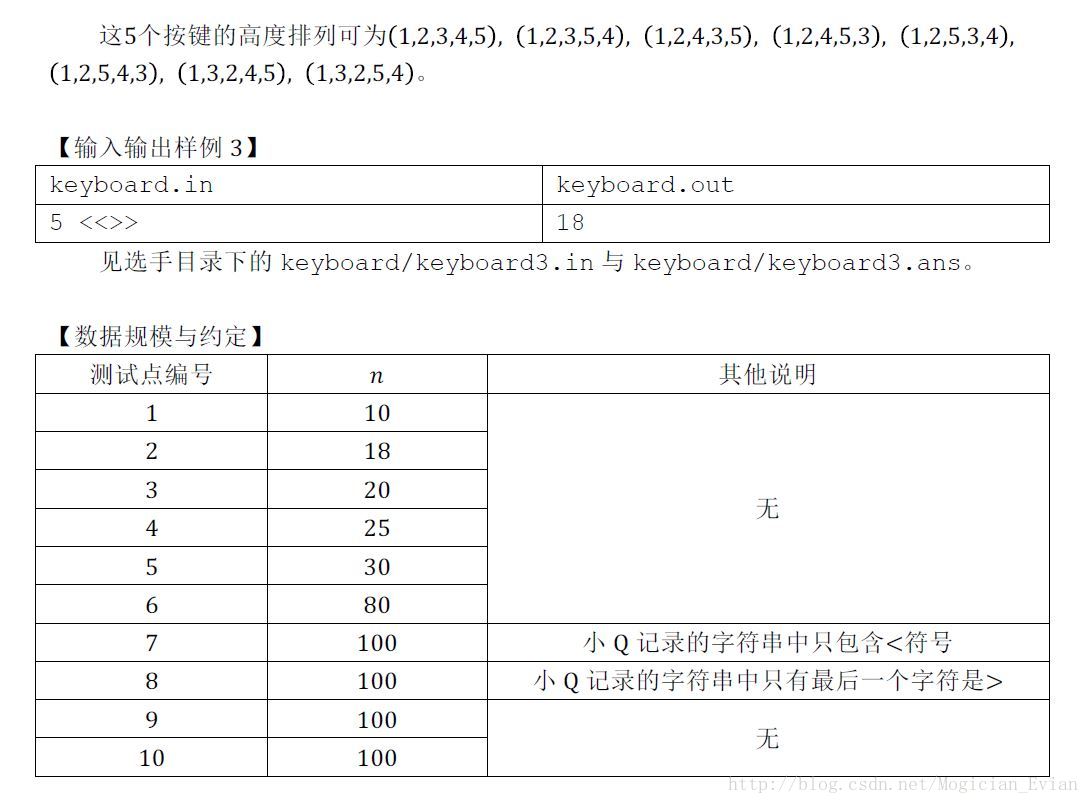 这5个按键的高度排列可为(1,2,3,4,5), (1,2,3,5,4), (1,2,4,3,5), (1,2,4,5,3), (1,2,5,3,4),
(1,2,5,4,3), (1,3,2,4,5), (1,3,2,5,4)。
【输入输出样例 3】
keyboard.in keyboard.out
5 <<>> 18
见选手目录下的 keyboard/keyboard3.in 与 keyboard/keyboard3.ans。
【数据规模与约定】
测试点编号 n 其他说明
1 10
2 18
3 20
无
4 25
5 30
6 80
7 100 小 Q 记录的字符串中只包含<符号
8 100 小 Q 记录的字符串中只有最后一个字符是>
9 100
无
10 100
http://blog.csdn.net/Mogician_Evian